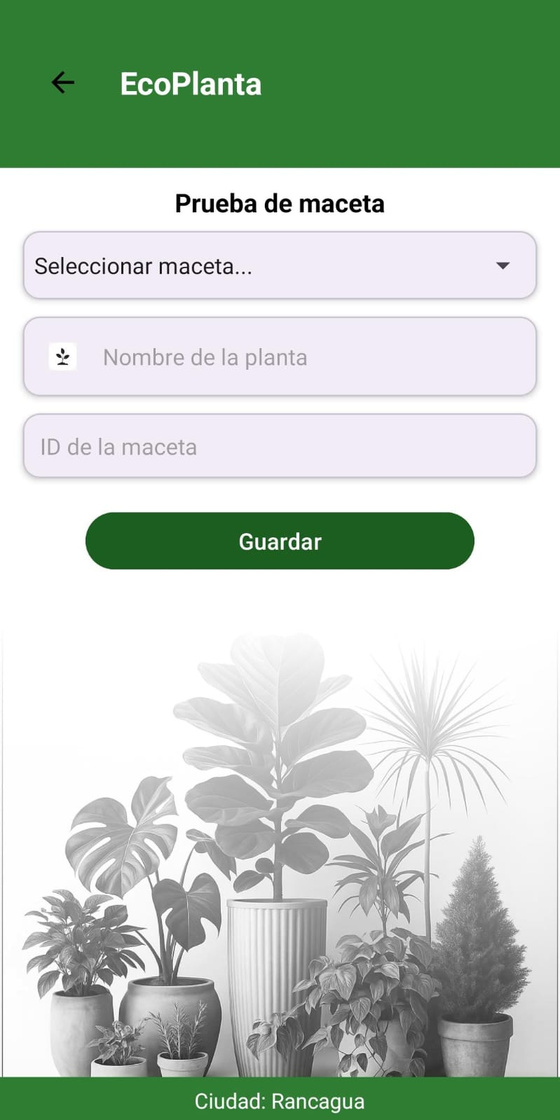 EcoPlanta
Prueba de maceta
Seleccionar maceta...
Nombre de la planta
ID de la maceta
Guardar
Ciudad: Rancagua